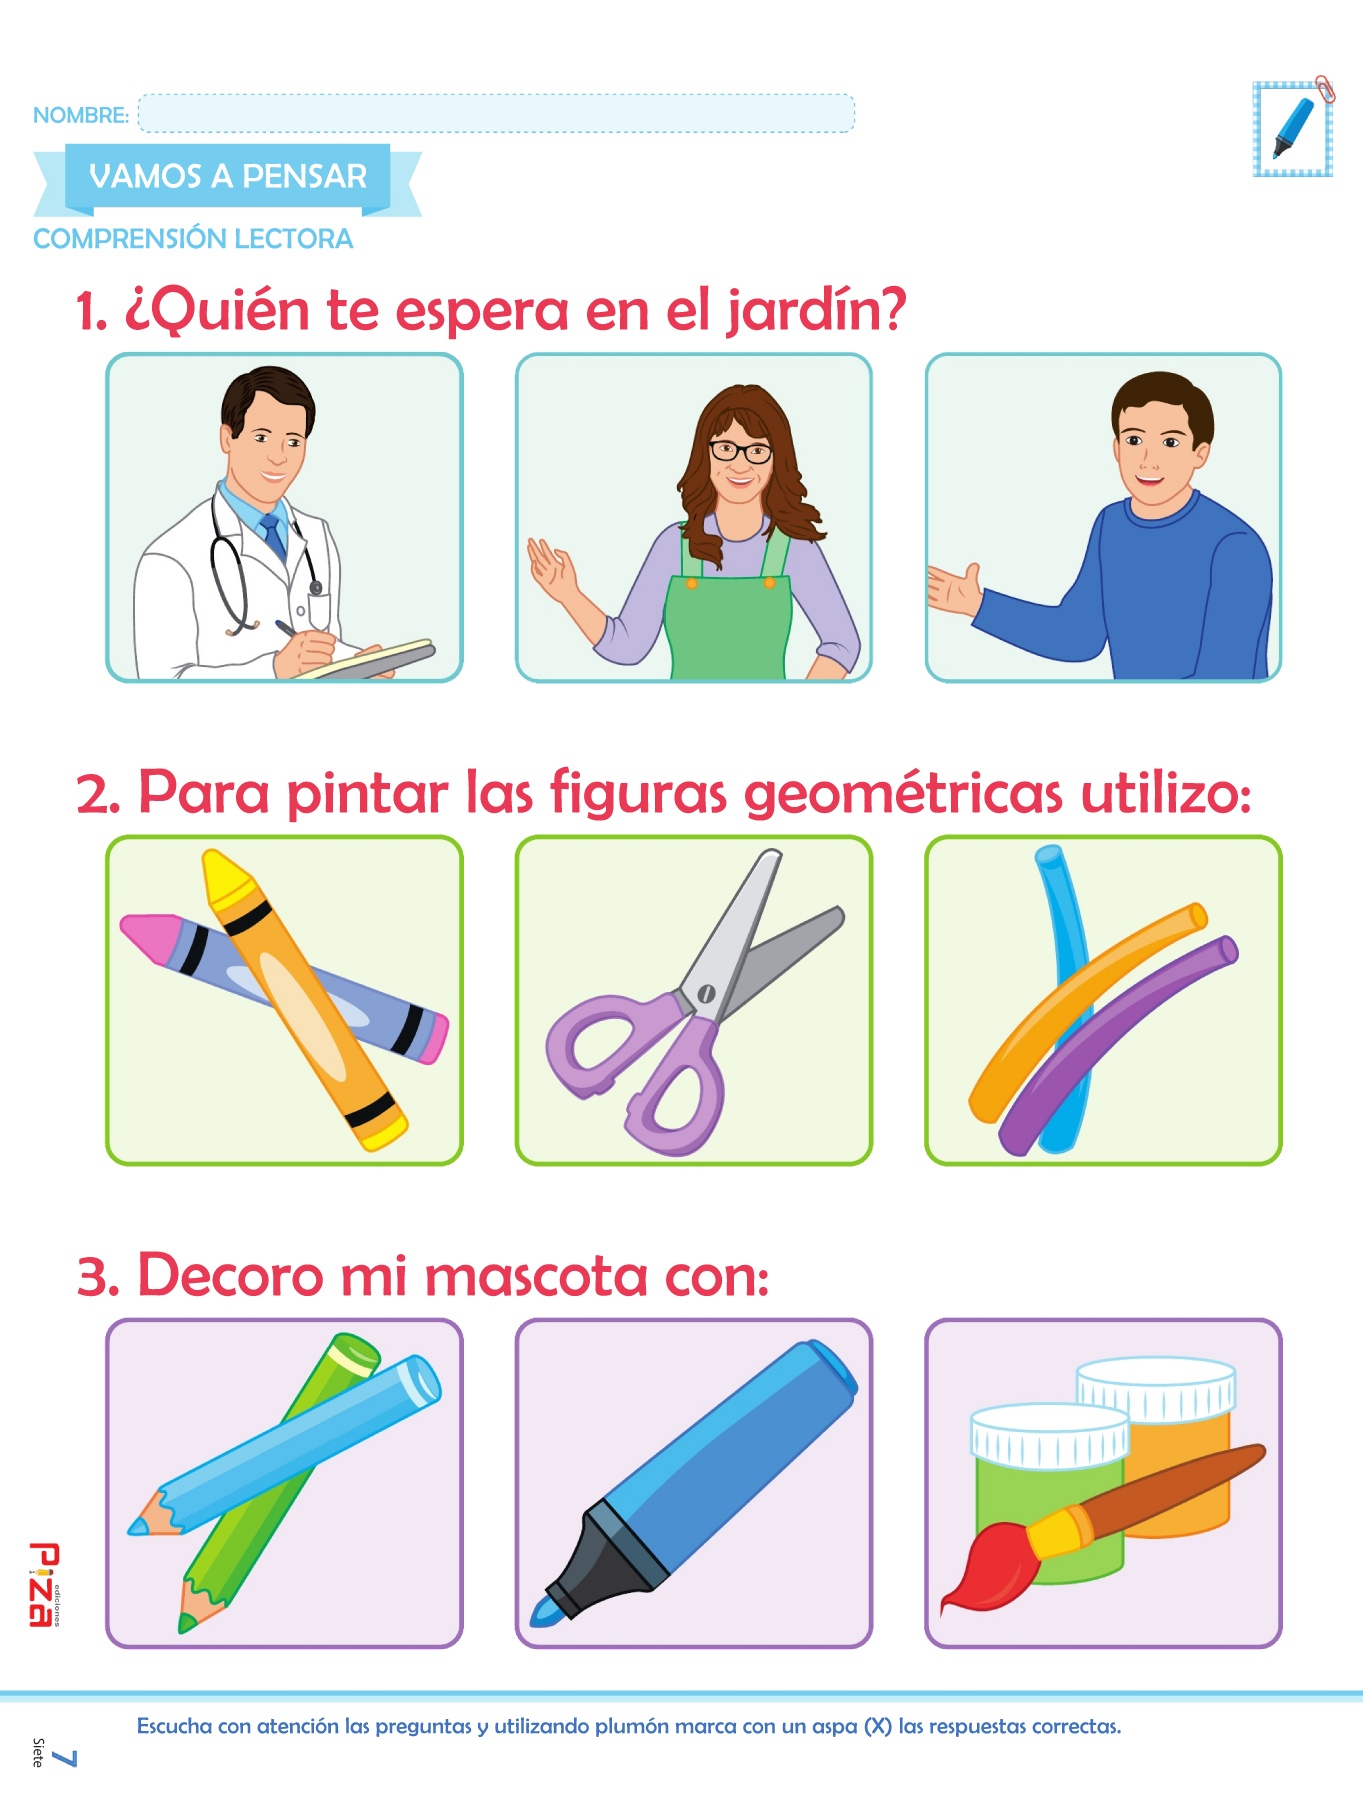 NOMBRE:
VAMOS A PENSAR
COMPRENSIÓN LECTORA
1. ¿Quién te espera en el jardín?
2. Para pintar las figuras geométricas utilizo:
3. Decoro mi mascota con:
Piza
ediciones
Escucha con atención las preguntas y utilizando plumón marca con un aspa (X) las respuestas correctas.
7
Siete